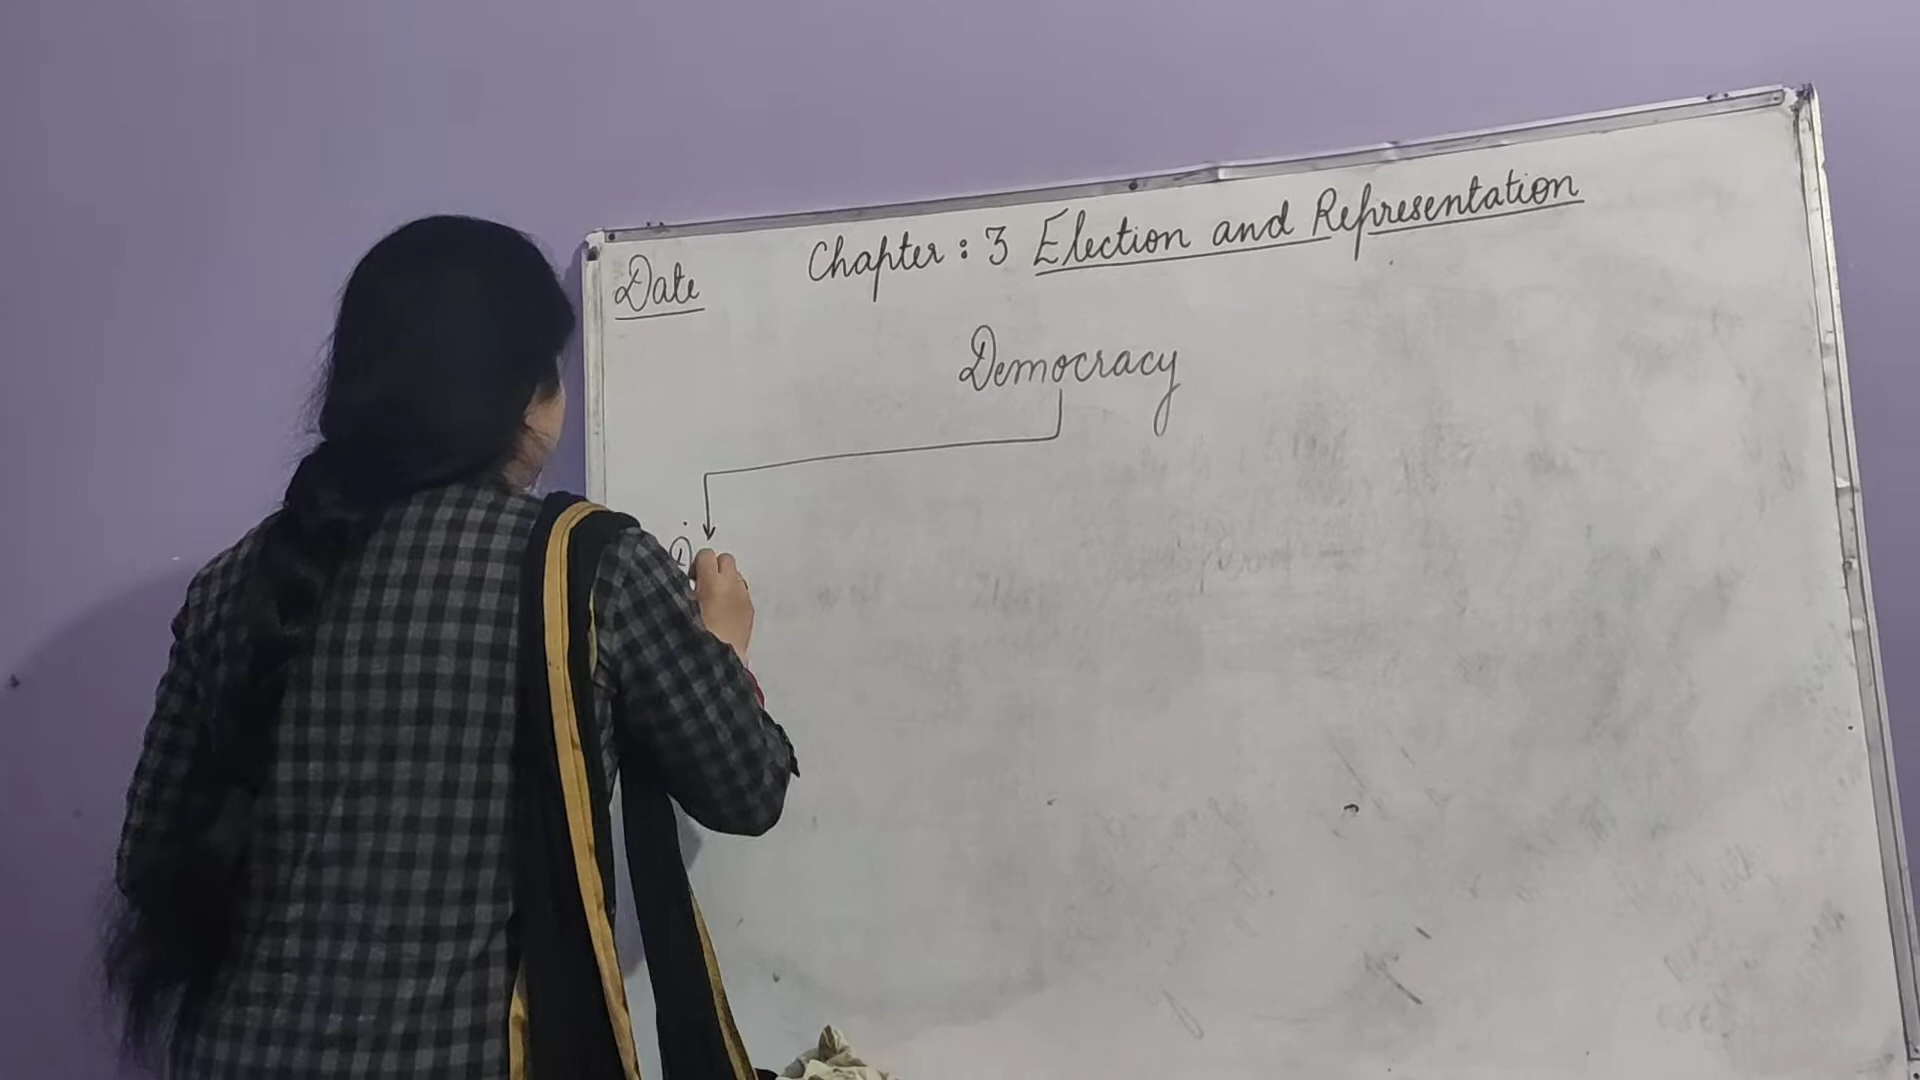 Chapter : 3 Election and Representation
Date
Democracy
D